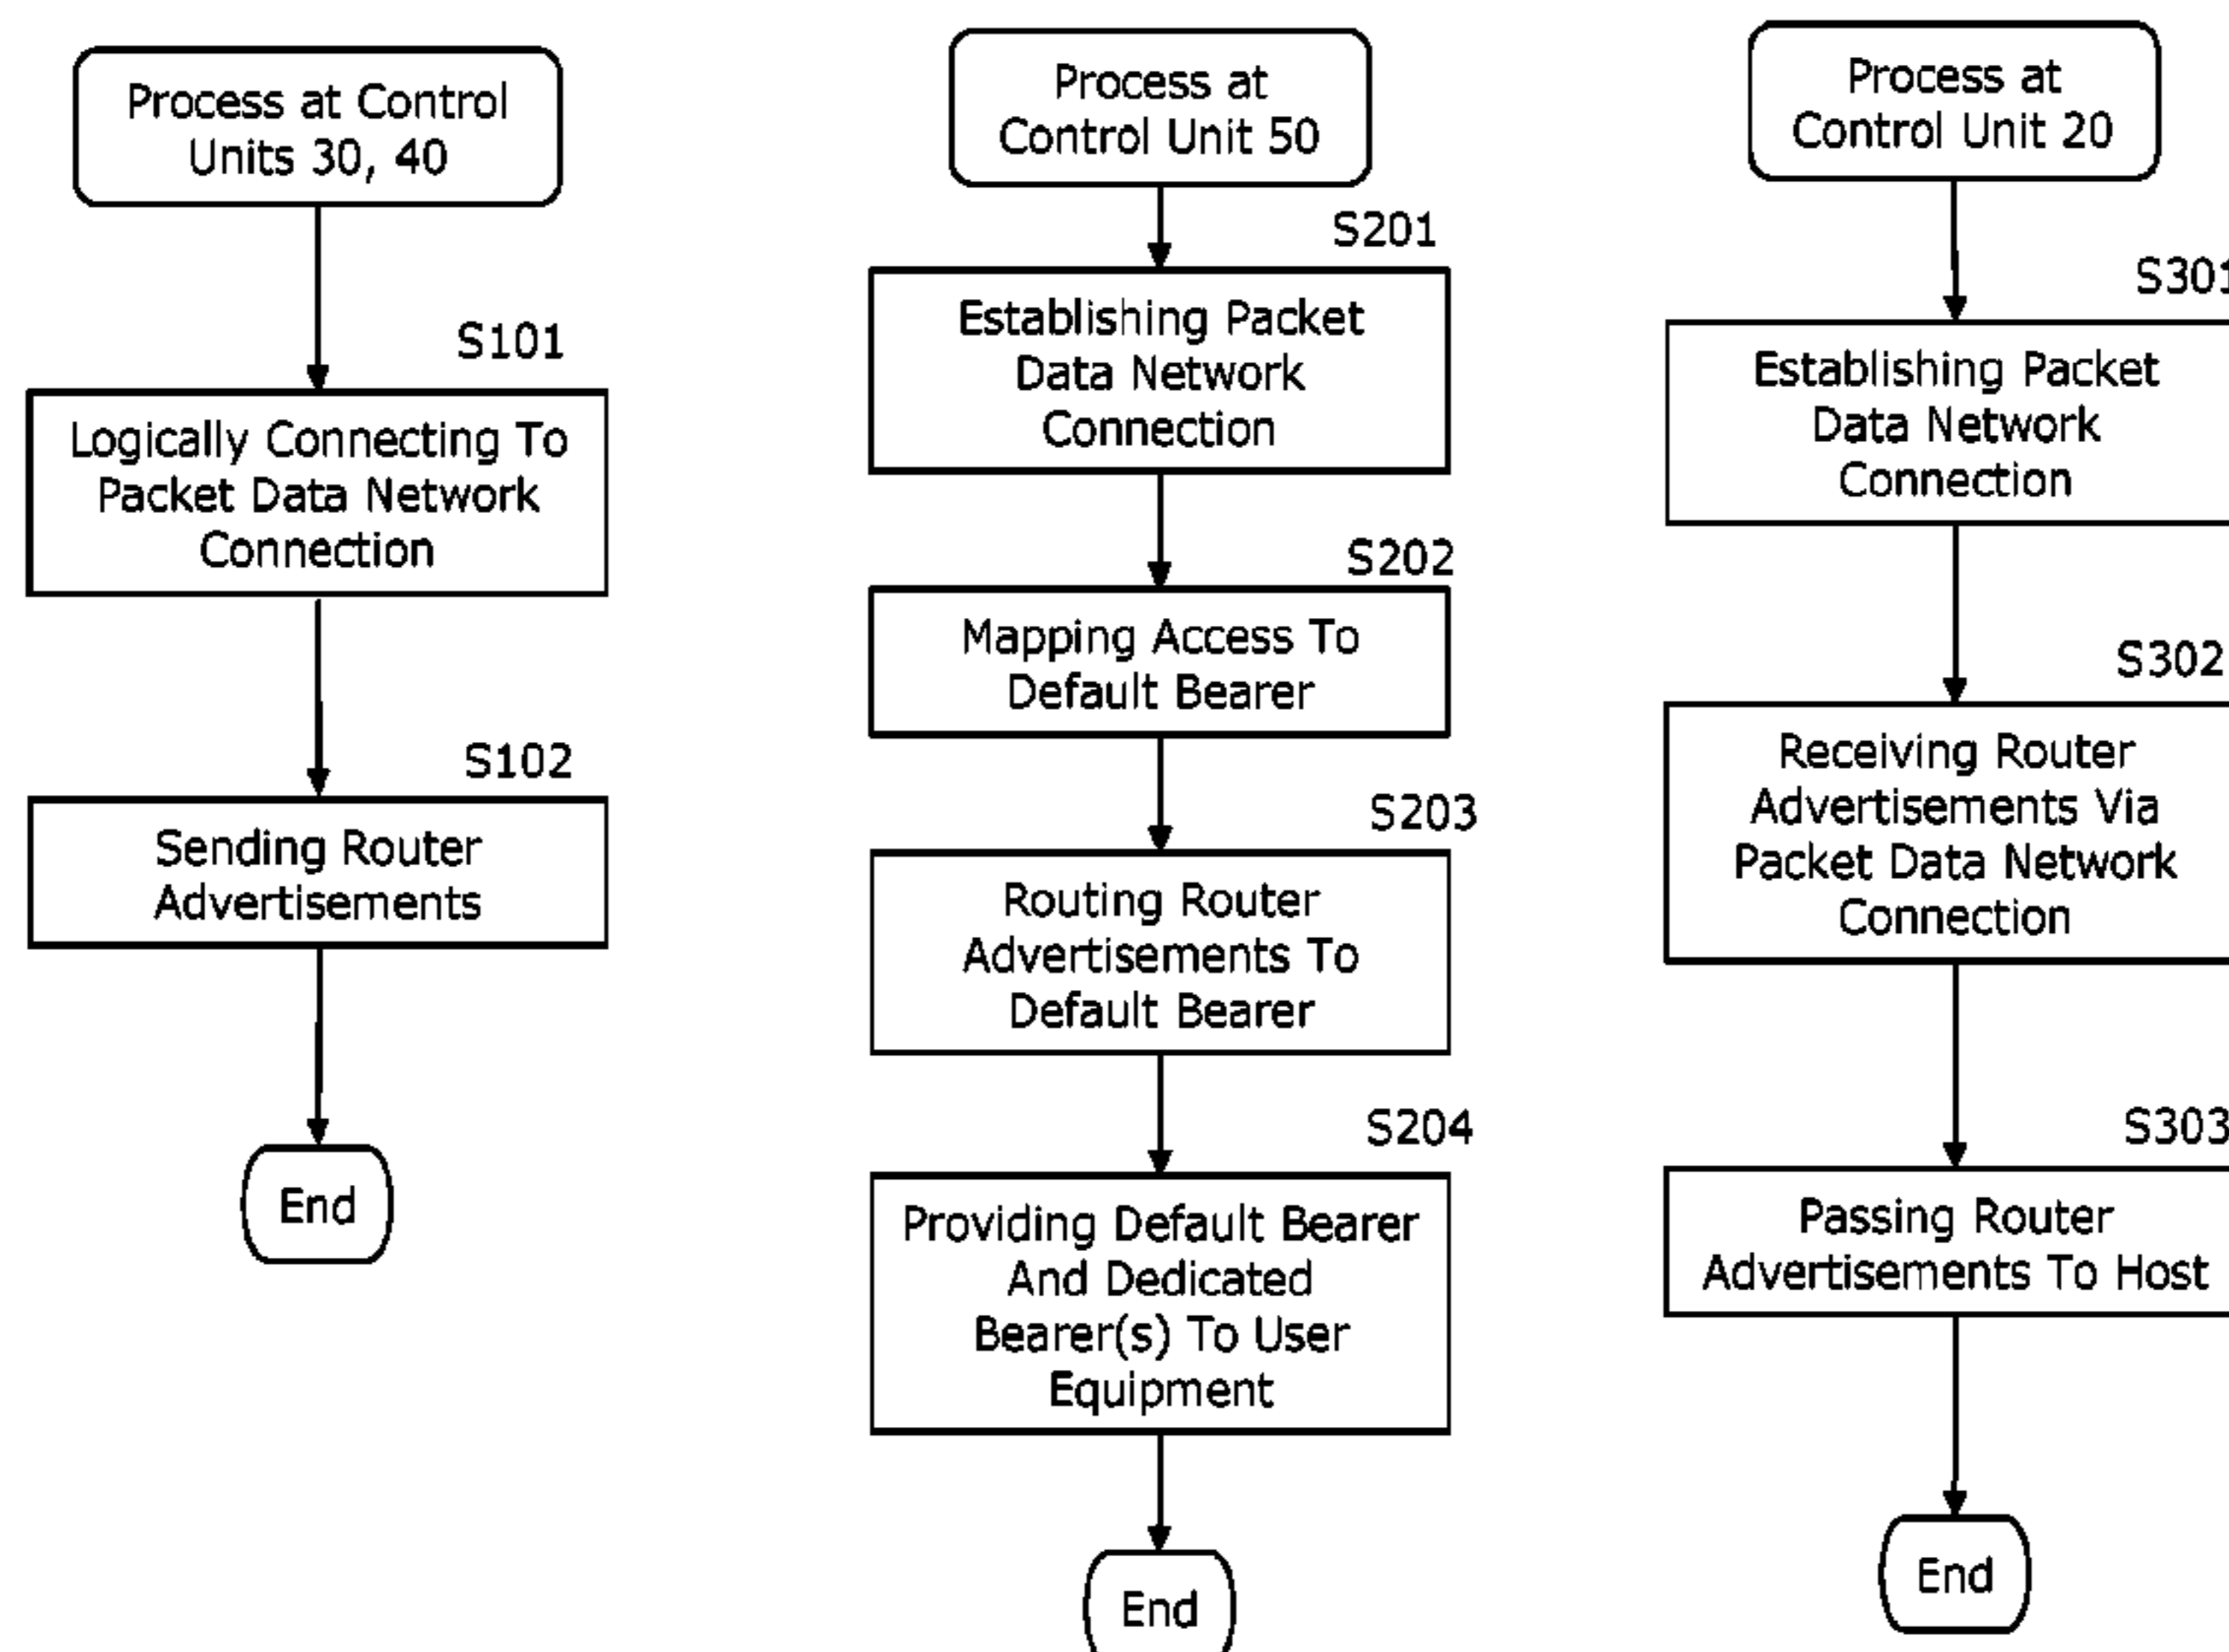 Process at Control
Units 30, 40
S101
Logically Connecting To
Packet Data Network
Connection
S102
Sending Router
Advertisements
End
Process at
Control Unit 50
S201
Establishing Packet
Data Network
Connection
S202
Mapping Access To
Default Bearer
S203
Routing Router
Advertisements To
Default Bearer
S204
Providing Default Bearer
And Dedicated
Bearer(s) To User
Equipment
End
Process at
Control Unit 20
S301
Establishing Packet
Data Network
Connection
S302
Receiving Router
Advertisements Via
Packet Data Network
Connection
S303
Passing Router
Advertisements To Host
End